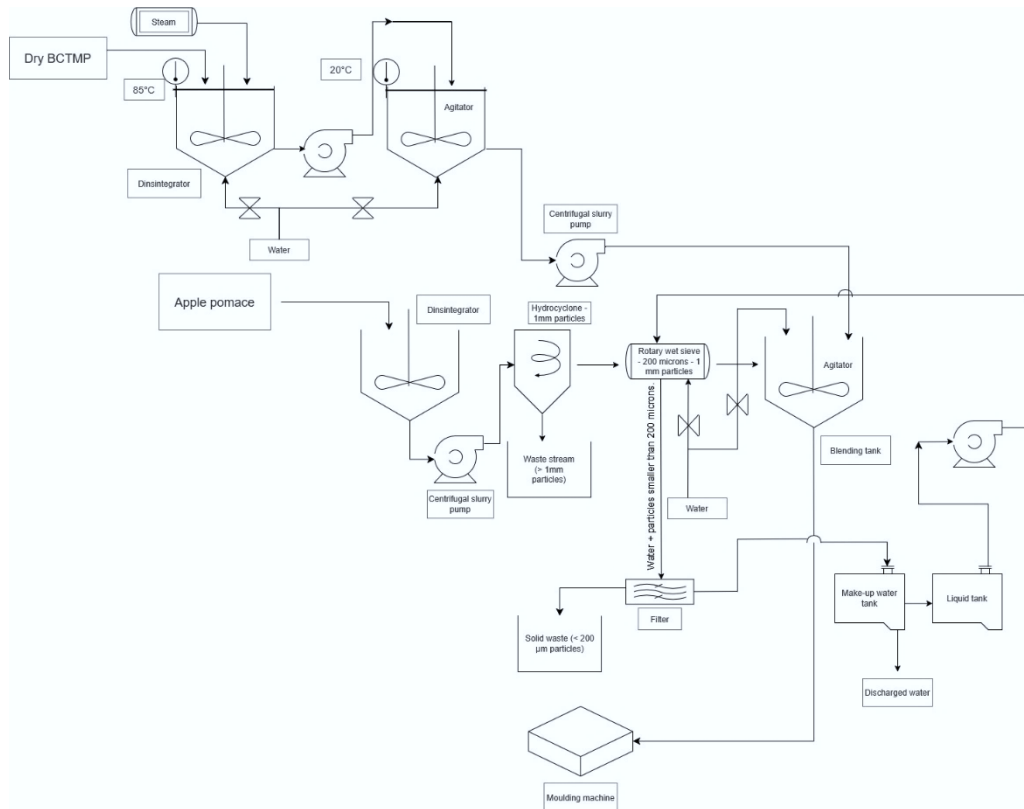 Steam
Dry BCTMP
85°C
20°C
Agitator
Dinsintegrator
Water
Centrifugal slurry
pump
Apple pomace
Dinsintegrator
Hydrocyclone -
1mm particles
Rotary wet sieve
- 200 microns - 1
mm particles
Agitator
Water + particles smaller than 200 microns.
Waste stream
(> 1mm
particles)
Centrifugal slurry
pump
Water
Blending tank
Make-up water
tank
Liquid tank
Filter
Solid waste (< 200
µm particles)
Discharged water
Moulding machine